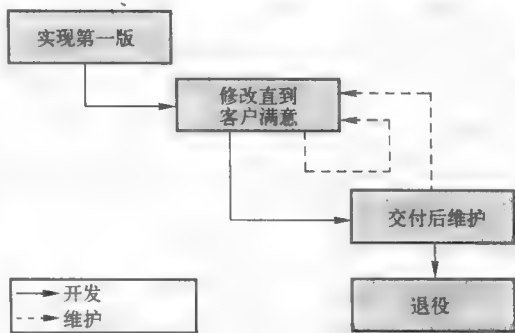 实现第一版
修改直到
客户满意
交付后维护
退役
开发
维护